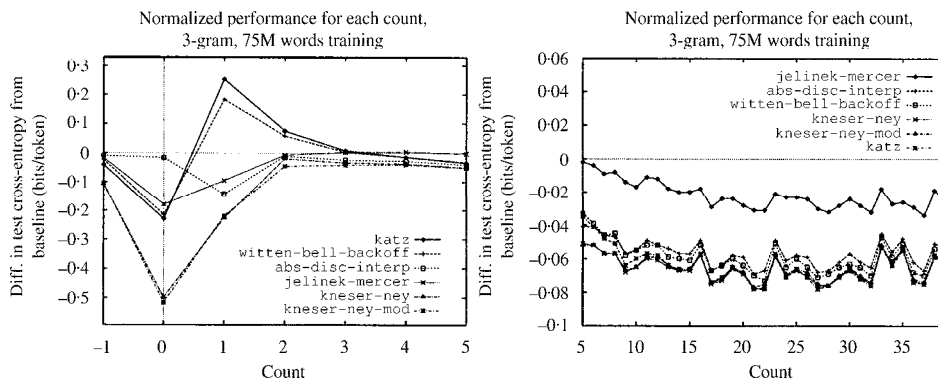 Normalized performance for each count,
3-gram, 75M words training
Diff. in test cross-entropy from
baseline (bits/token)
0·3
0·2
0·1
0
−0·1
−0·2
−0·3
−0·4
−0·5
katz
witten-bell-backoff
abs-disc-interp
jelinek-mercer
kneser-ney
kneser-ney-mod
−1 0 1 2 3 4 5
Count
Normalized performance for each count,
3-gram, 75M words training
Diff. in test cross-entropy from
baseline (bits/token)
0·06
0·04
0·02
0
−0·02
−0·04
−0·06
−0·08
−0·1
jelinek-mercer
abs-disc-interp
witten-bell-backoff
kneser-ney
kneser-ney-mod
katz
5 10 15 21 22 33 35
Count